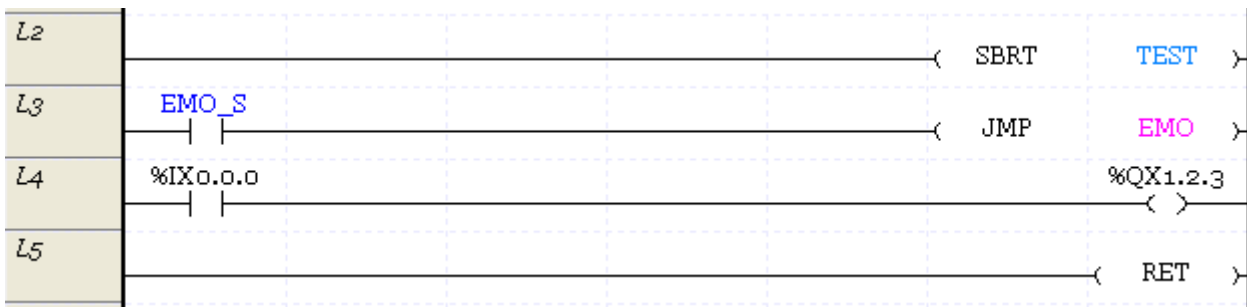 L2
SBRT TEST
L3
EMO_S
JMP EMO
L4
%IX0.0.0 %QX1.2.3
L5
RET